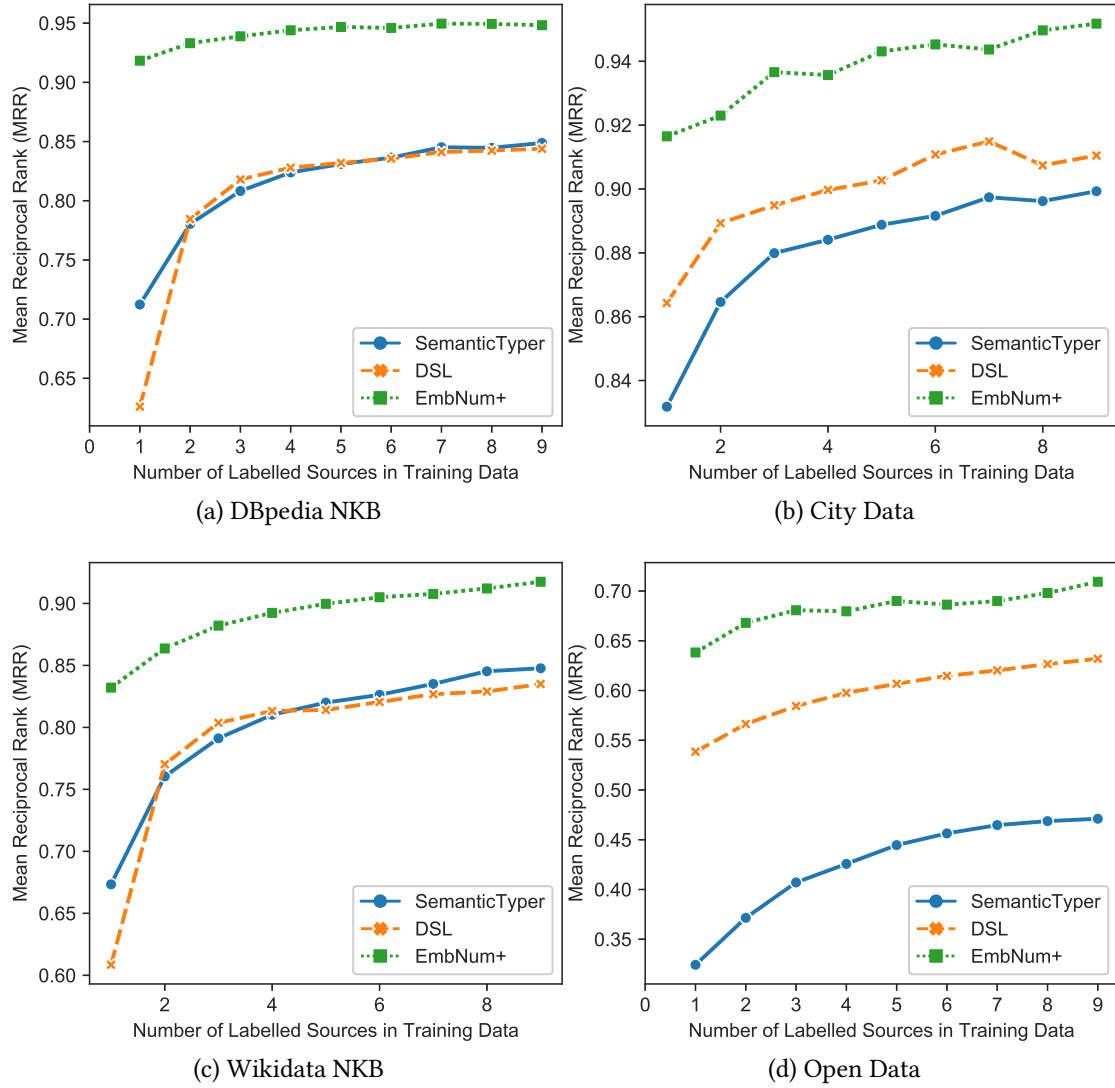 0.95
0.90
0.85
0.80
0.75
0.70
0.65
Mean Reciprocal Rank (MRR)
SemanticTyper
DSL
EmbNum+
0 1 2 3 4 5 6 7 8 9
Number of Labelled Sources in Training Data
(a) DBpedia NKB
0.94
0.92
0.90
0.88
0.86
0.84
Mean Reciprocal Rank (MRR)
SemanticTyper
DSL
EmbNum+
2 4 6 8
Number of Labelled Sources in Training Data
(b) City Data
0.90
0.85
0.80
0.75
0.70
0.65
0.60
Mean Reciprocal Rank (MRR)
SemanticTyper
DSL
EmbNum+
2 4 6 8
Number of Labelled Sources in Training Data
(c) Wikidata NKB
0.70
0.65
0.60
0.55
0.50
0.45
0.40
0.35
Mean Reciprocal Rank (MRR)
SemanticTyper
DSL
EmbNum+
0 1 2 3 4 5 6 7 8 9
Number of Labelled Sources in Training Data
(d) Open Data